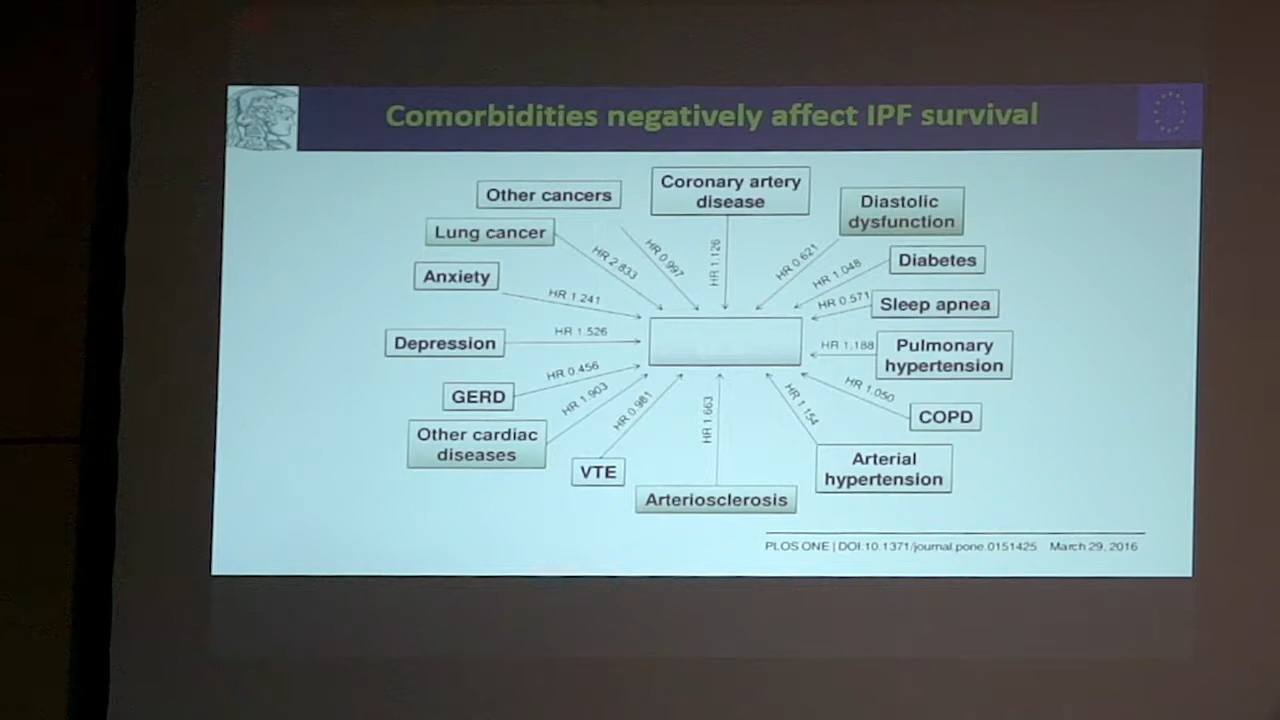 Comorbidities negatively affect IPF survival
Other cancers
Coronary artery
disease
Diastolic
dysfunction
Lung cancer
Diabetes
Anxiety
Sleep apnea
Depression
Pulmonary
hypertension
GERD
COPD
Other cardiac
diseases
VTE
Arteriosclerosis
Arterial
hypertension
HR 2.833
HR 0.997
HR 1.126
HR 0.621
HR 1.048
HR 0.571
HR 1.241
HR 1.526
HR 1.188
HR 0.456
HR 1.903
HR 0.981
HR 1.663
HR 1.154
HR 1.050
PLOS ONE | DOI:10.1371/journal.pone.0151425 March 29, 2016